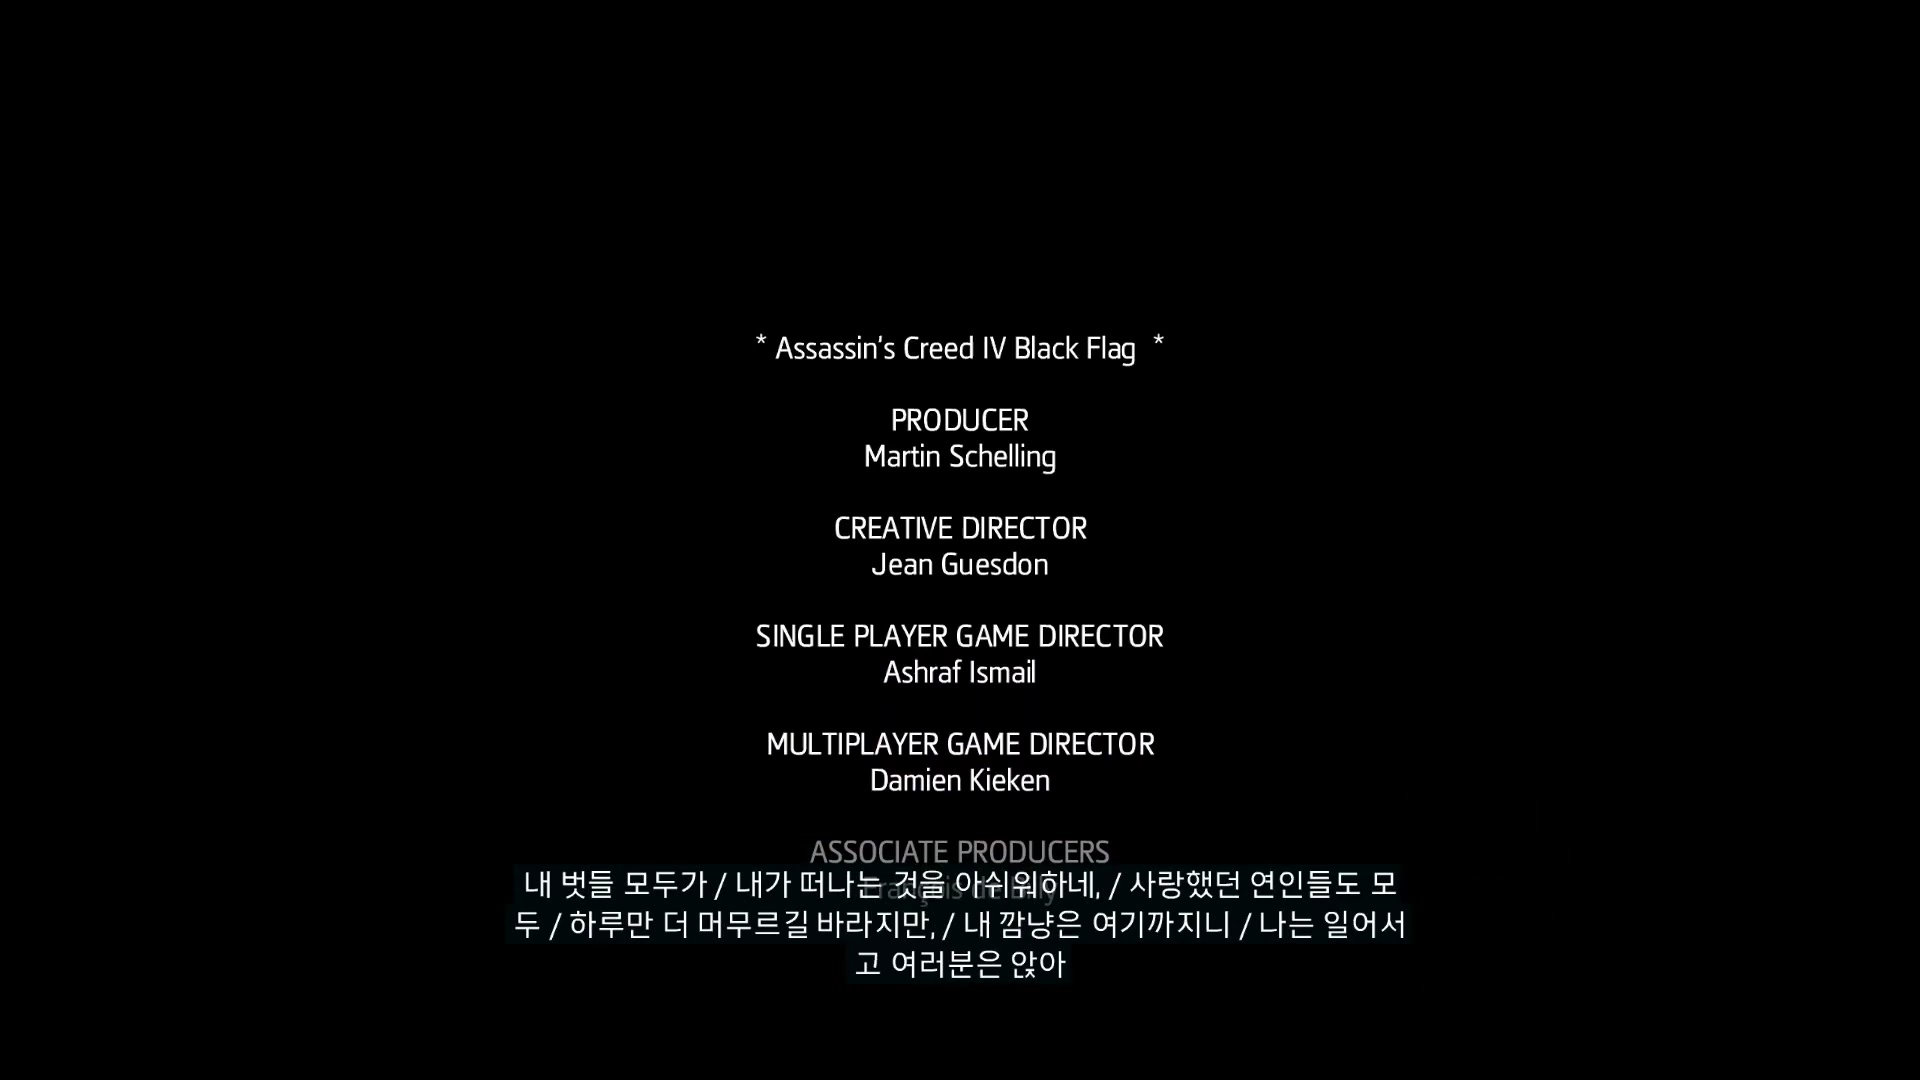 * Assassin's Creed IV Black Flag *
PRODUCER
Martin Schelling
CREATIVE DIRECTOR
Jean Guesdon
SINGLE PLAYER GAME DIRECTOR
Ashraf Ismail
MULTIPLAYER GAME DIRECTOR
Damien Kieken
ASSOCIATE PRODUCERS
내 벗들 모두가 / 내가 떠나는 것을 아쉬워하네, / 사랑했던 연인들도 모
두 / 하루만 더 머무르길 바라지만, / 내 깜냥은 여기까지니 / 나는 일어서
고 여러분은 앉아